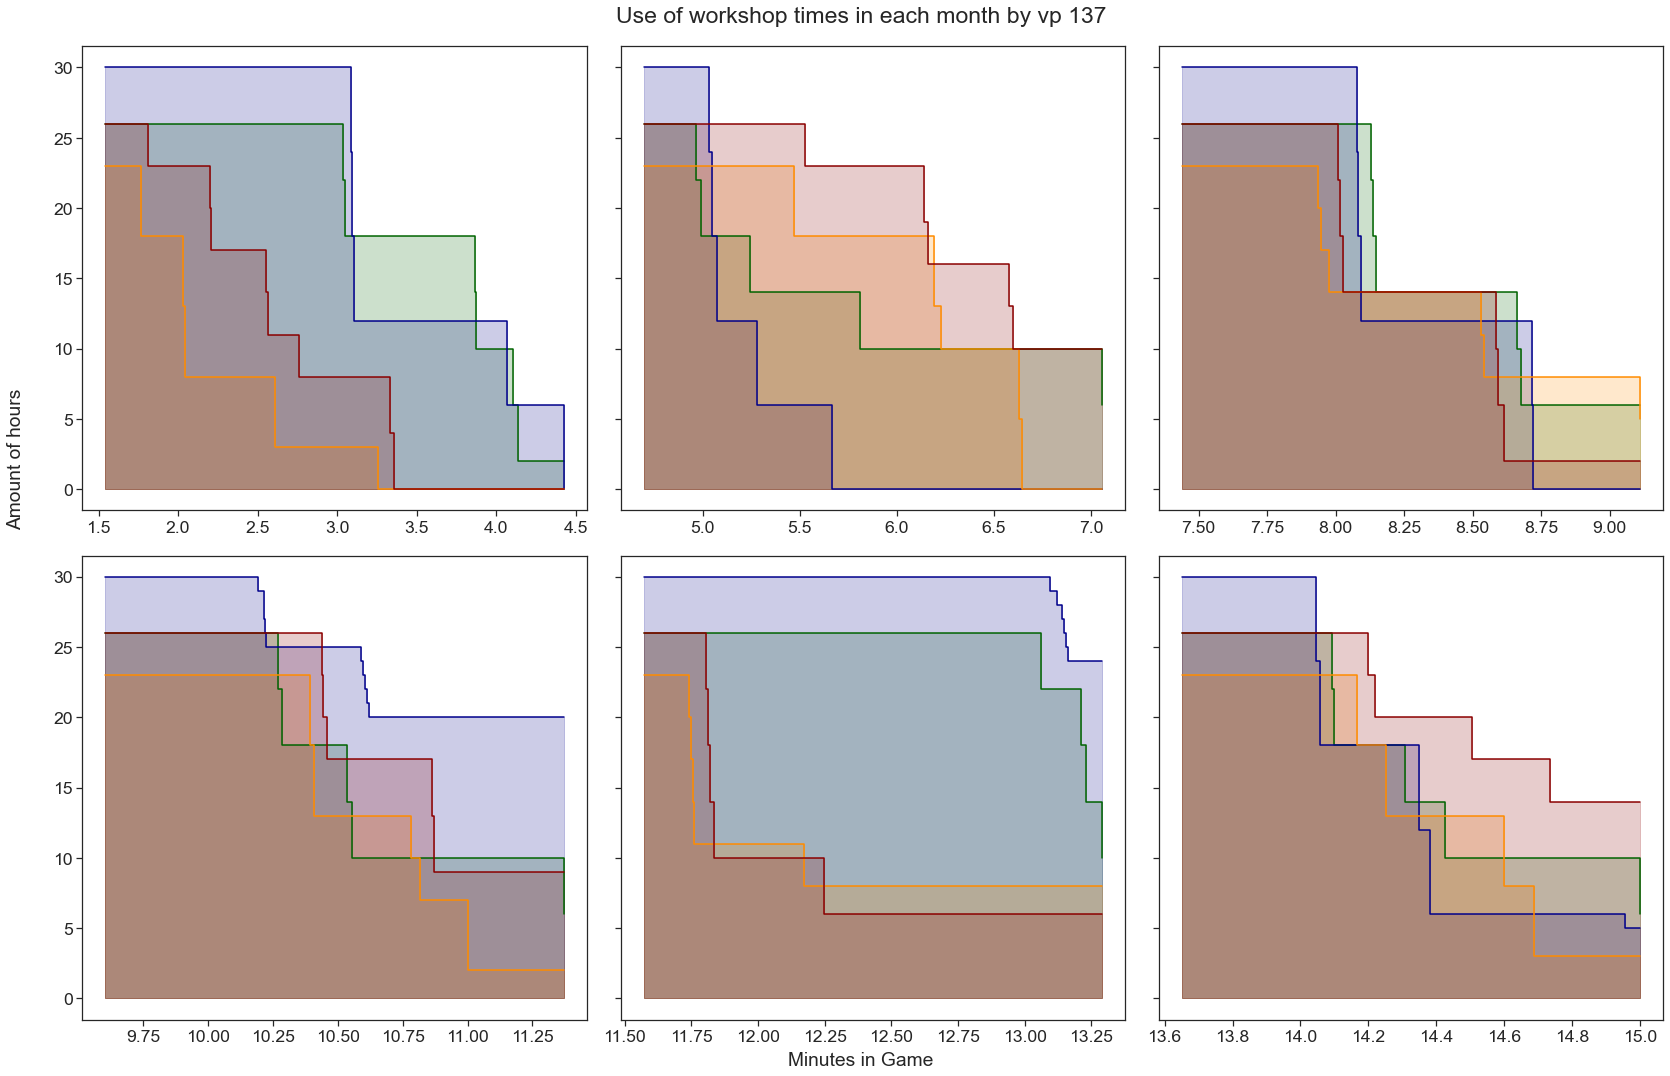 Use of workshop times in each month by vp 137
30
25
20
15
10
5
0
1.5 2.0 2.5 3.0 3.5 4.0 4.5
5.0 5.5 6.0 6.5 7.0
7.50 7.75 8.00 8.25 8.50 8.75 9.00
Amount of hours
30
25
20
15
10
5
0
9.75 10.00 10.25 10.50 10.75 11.00 11.25
11.50 11.75 12.00 12.25 12.50 12.75 13.00 13.25
13.6 13.8 14.0 14.2 14.4 14.6 14.8 15.0
Minutes in Game